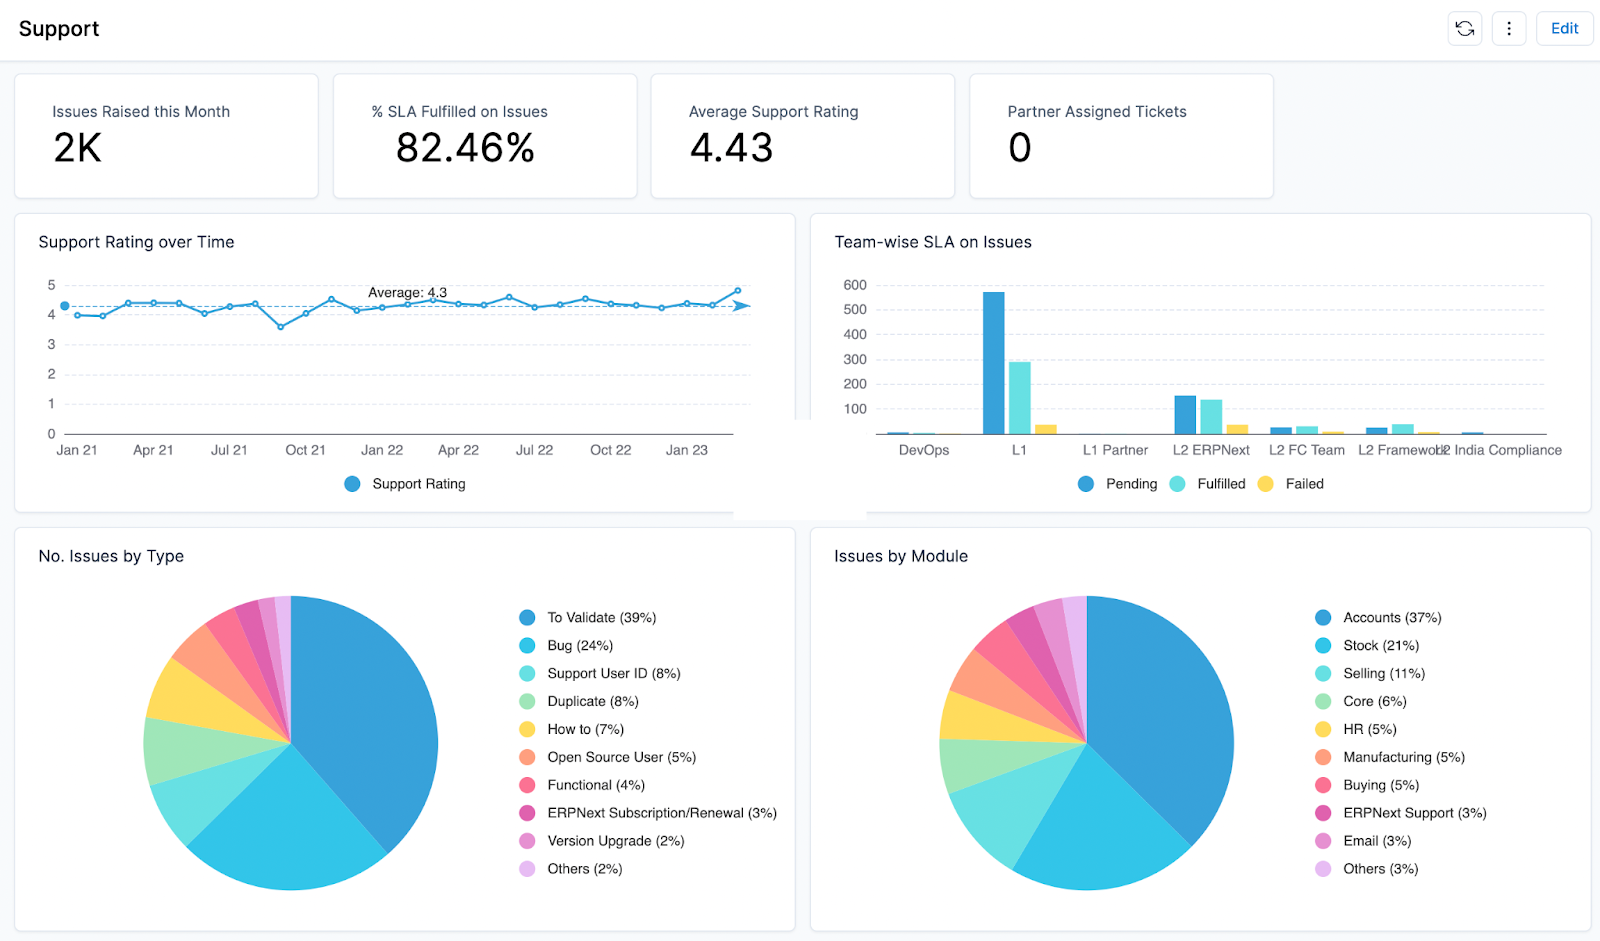 Support
Edit
Issues Raised this Month
2K
% SLA Fulfilled on Issues
82.46%
Average Support Rating
4.43
Partner Assigned Tickets
0
Support Rating over Time
5
4
3
2
1
0
Average: 4.3
Jan 21 Apr 21 Jul 21 Oct 21 Jan 22 Apr 22 Jul 22 Oct 22 Jan 23
Support Rating
Team-wise SLA on Issues
600
500
400
300
200
100
DevOps L1 L1 Partner L2 ERPNext L2 FC Team L2 Framework L2 India Compliance
Pending Fulfilled Failed
No. Issues by Type
To Validate (39%)
Bug (24%)
Support User ID (8%)
Duplicate (8%)
How to (7%)
Open Source User (5%)
Functional (4%)
ERPNext Subscription/Renewal (3%)
Version Upgrade (2%)
Others (2%)
Issues by Module
Accounts (37%)
Stock (21%)
Selling (11%)
Core (6%)
HR (5%)
Manufacturing (5%)
Buying (5%)
ERPNext Support (3%)
Email (3%)
Others (3%)